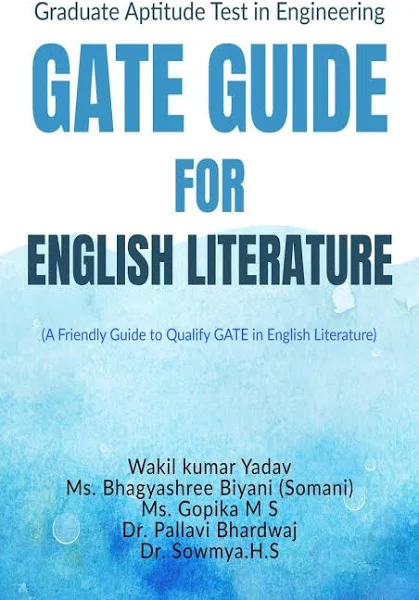 Graduate Aptitude Test in Engineering
GATE GUIDE
FOR
ENGLISH LITERATURE
(A Friendly Guide to Qualify GATE in English Literature)
Wakil kumar Yadav
Ms. Bhagyashree Biyani (Somani)
Ms. Gopika M S
Dr. Pallavi Bhardwaj
Dr. Sowmya.H.S